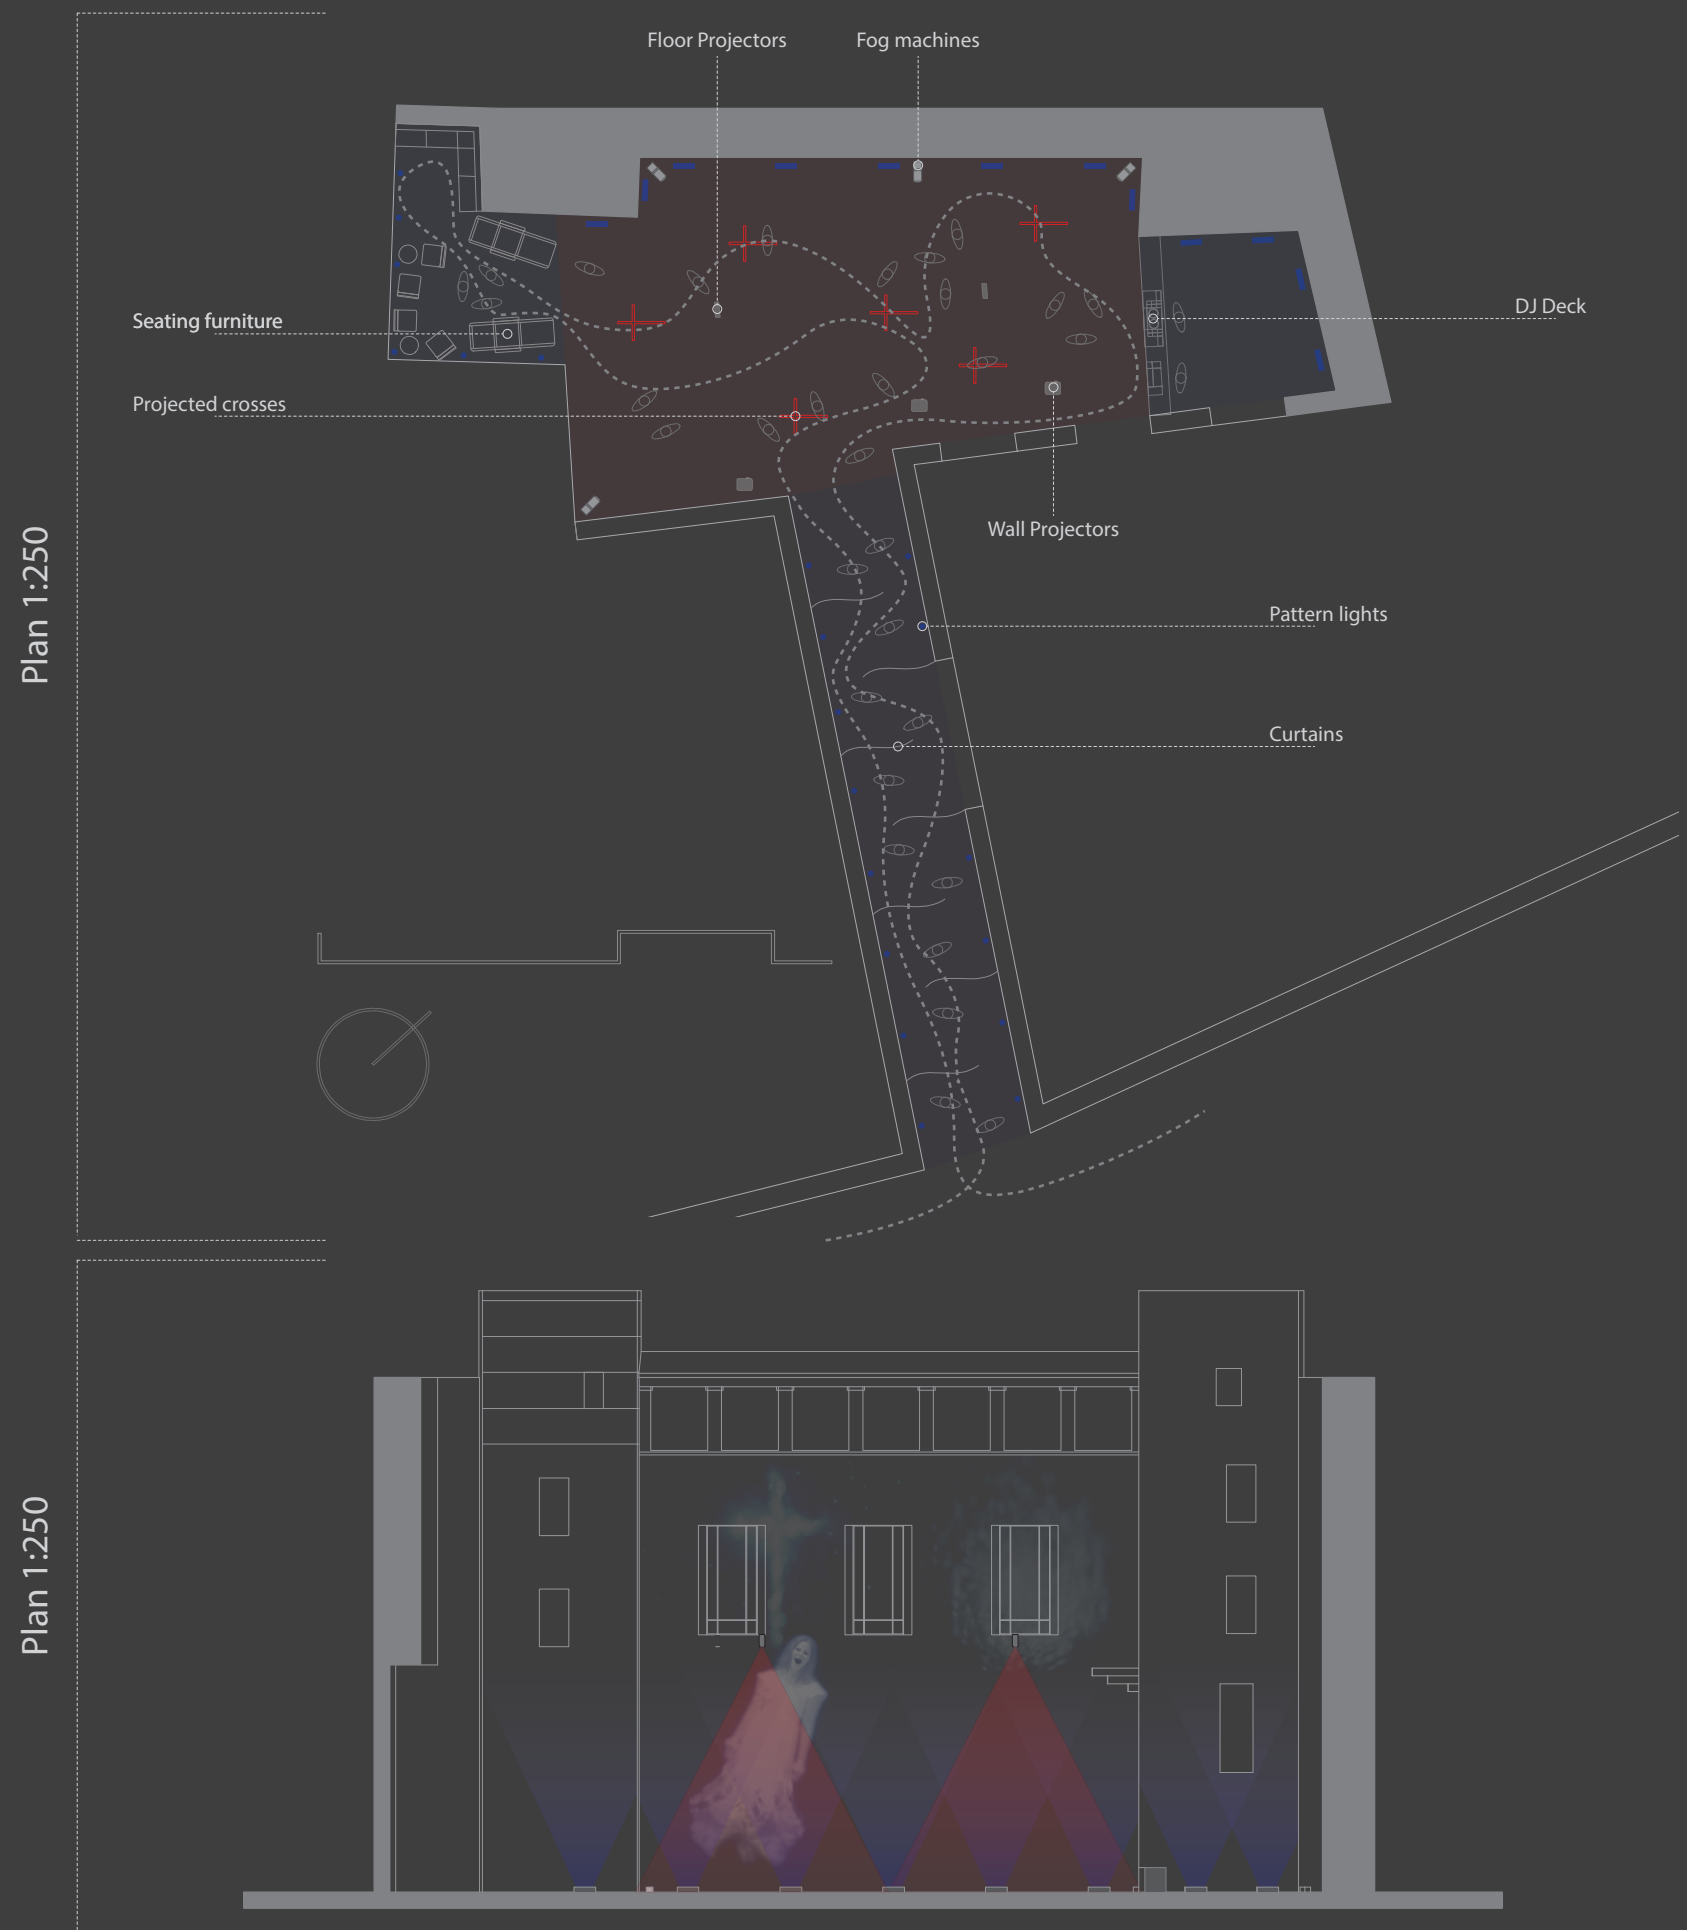 Floor Projectors
Fog machines
Seating furniture
DJ Deck
Projected crosses
Wall Projectors
Plan 1:250
Pattern lights
Curtains
Plan 1:250